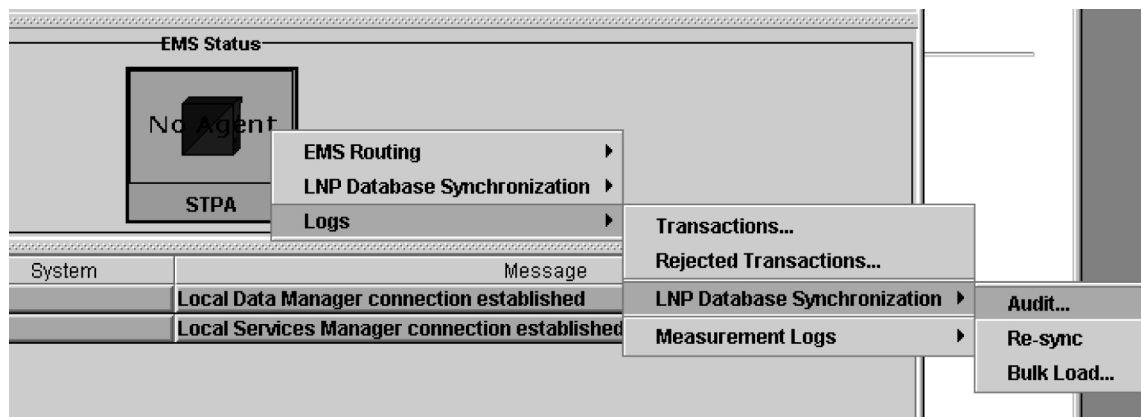 EMS Status
No Agent
STPA
EMS Routing
LNP Database Synchronization
Logs
Transactions...
Rejected Transactions...
LNP Database Synchronization
Measurement Logs
Audit...
Re-sync
Bulk Load...
System Message
Local Data Manager connection established
Local Services Manager connection established